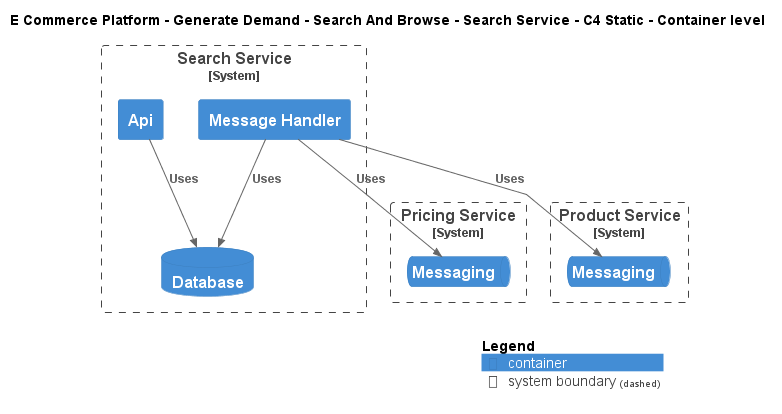 E Commerce Platform - Generate Demand - Search And Browse - Search Service - C4 Static - Container level
Search Service
[System]
Api
Message Handler
Uses
Uses
Uses
Uses
Pricing Service
[System]
Product Service
[System]
Database
Messaging
Messaging
Legend
container
system boundary (dashed)